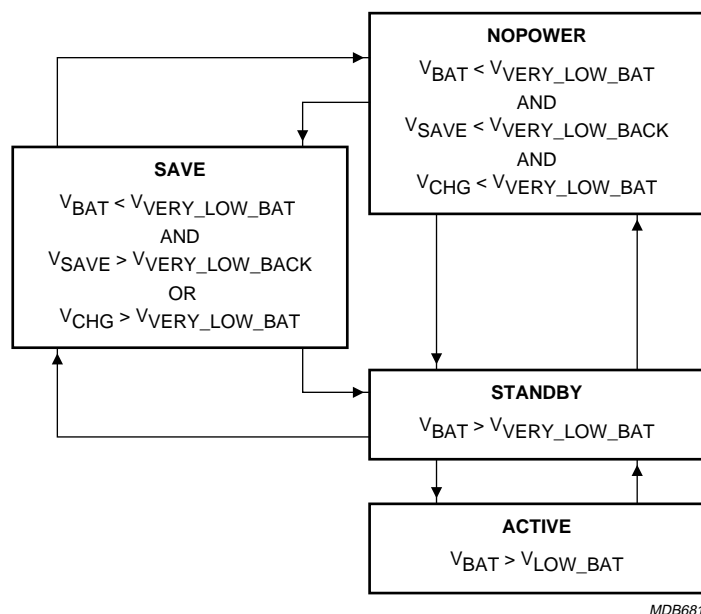 NOPOWER
VBAT < VVERY_LOW_BAT
AND
VSAVE < VVERY_LOW_BACK
AND
VCHG < VVERY_LOW_BAT
SAVE
VBAT < VVERY_LOW_BAT
AND
VSAVE > VVERY_LOW_BACK
OR
VCHG > VVERY_LOW_BAT
STANDBY
VBAT > VVERY_LOW_BAT
ACTIVE
VBAT > VLOW_BAT
MDB681